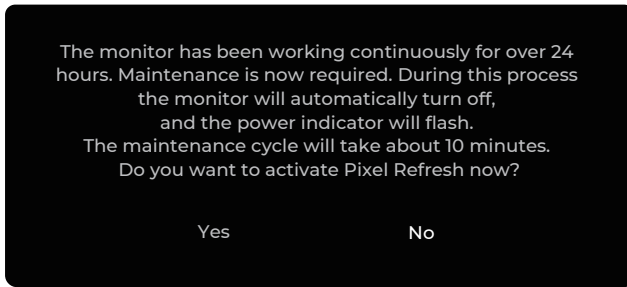 The monitor has been working continuously for over 24
hours. Maintenance is now required. During this process
the monitor will automatically turn off,
and the power indicator will flash.
The maintenance cycle will take about 10 minutes.
Do you want to activate Pixel Refresh now?
Yes No